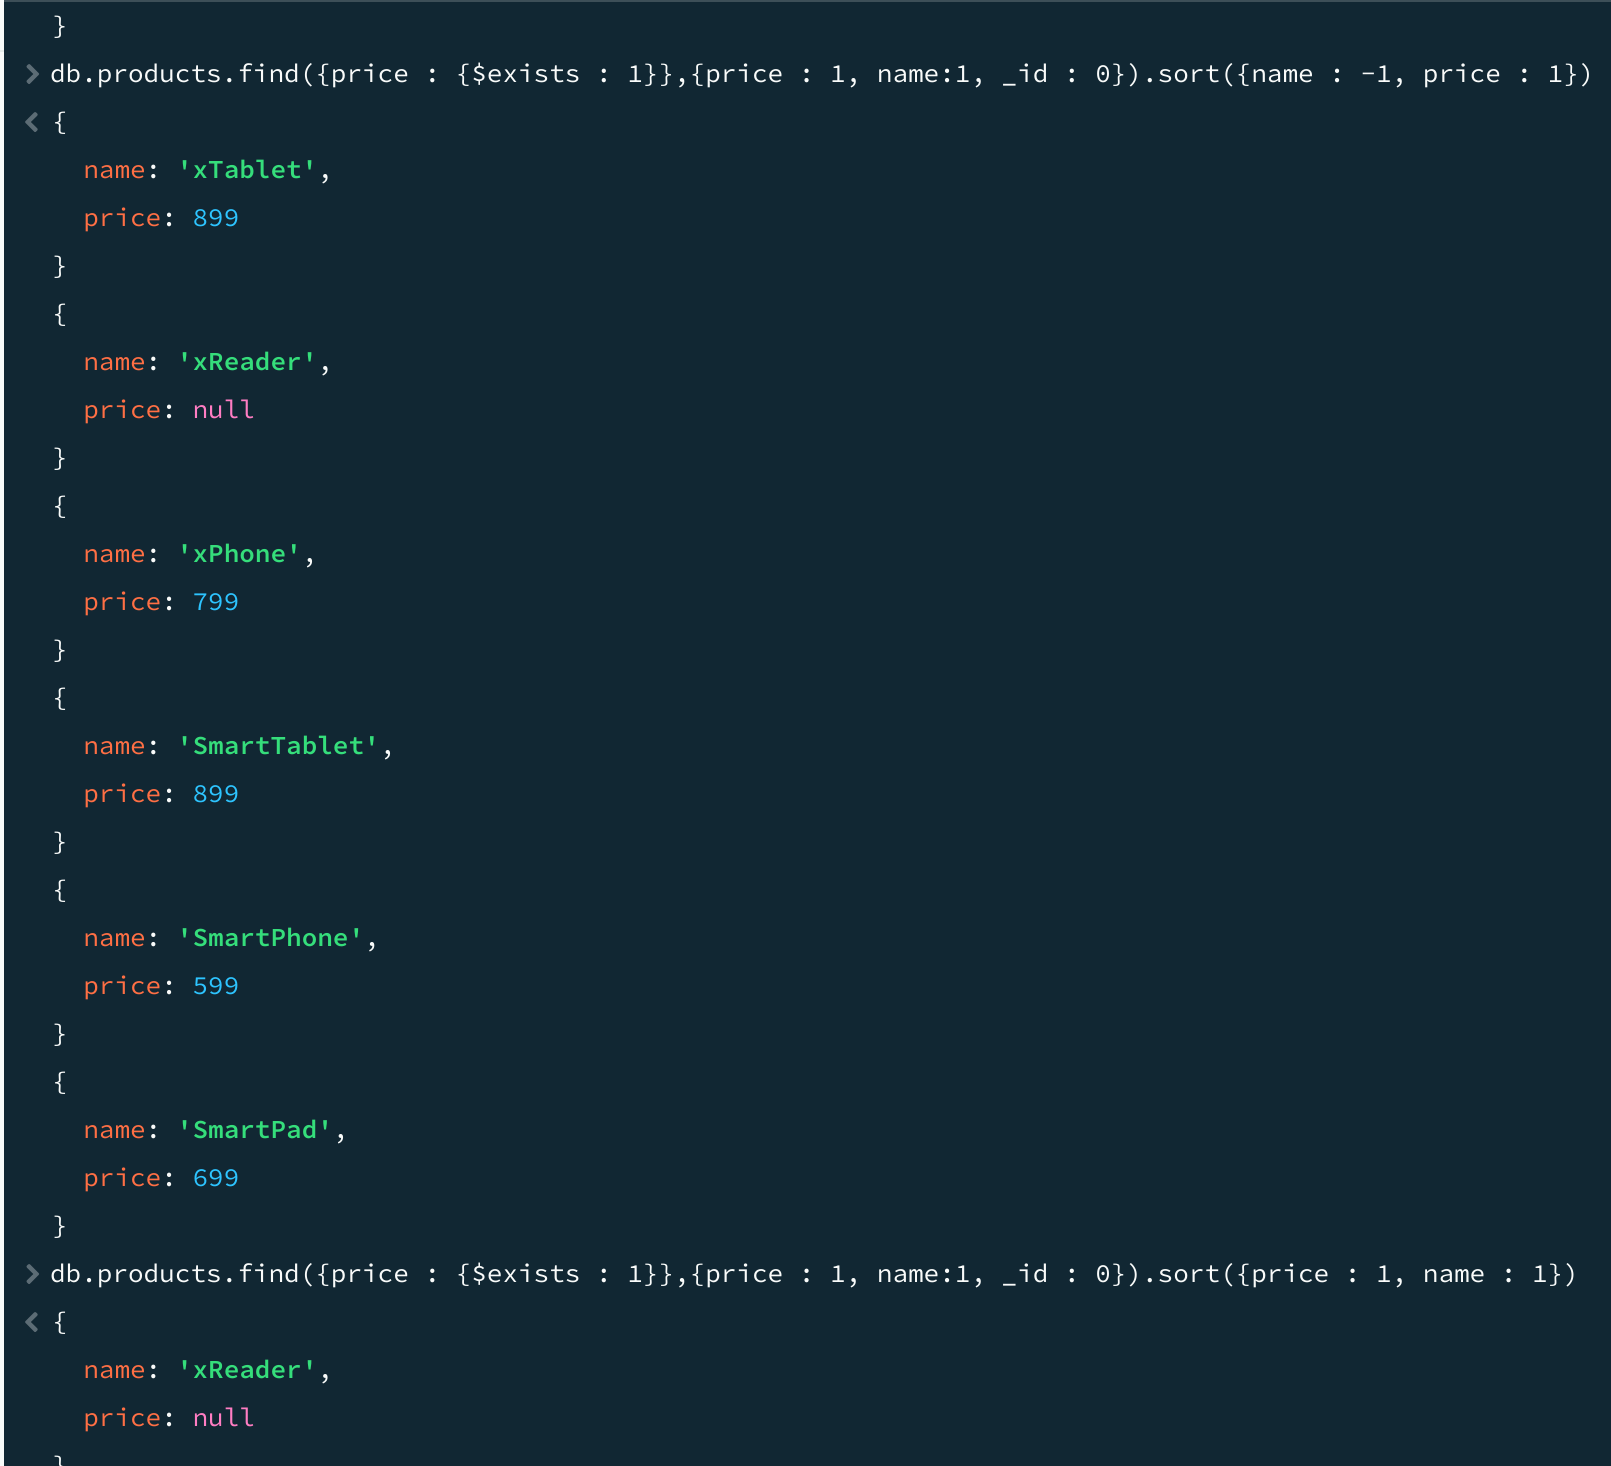 }
db.products.find({price : {$exists : 1}},{price : 1, name:1, _id : 0}).sort({name : -1, price : 1})
{
name: 'xTablet',
price: 899
}
{
name: 'xReader',
price: null
}
{
name: 'xPhone',
price: 799
}
{
name: 'SmartTablet',
price: 899
}
{
name: 'SmartPhone',
price: 599
}
{
name: 'SmartPad',
price: 699
}
db.products.find({price : {$exists : 1}},{price : 1, name:1, _id : 0}).sort({price : 1, name : 1})
{
name: 'xReader',
price: null
}